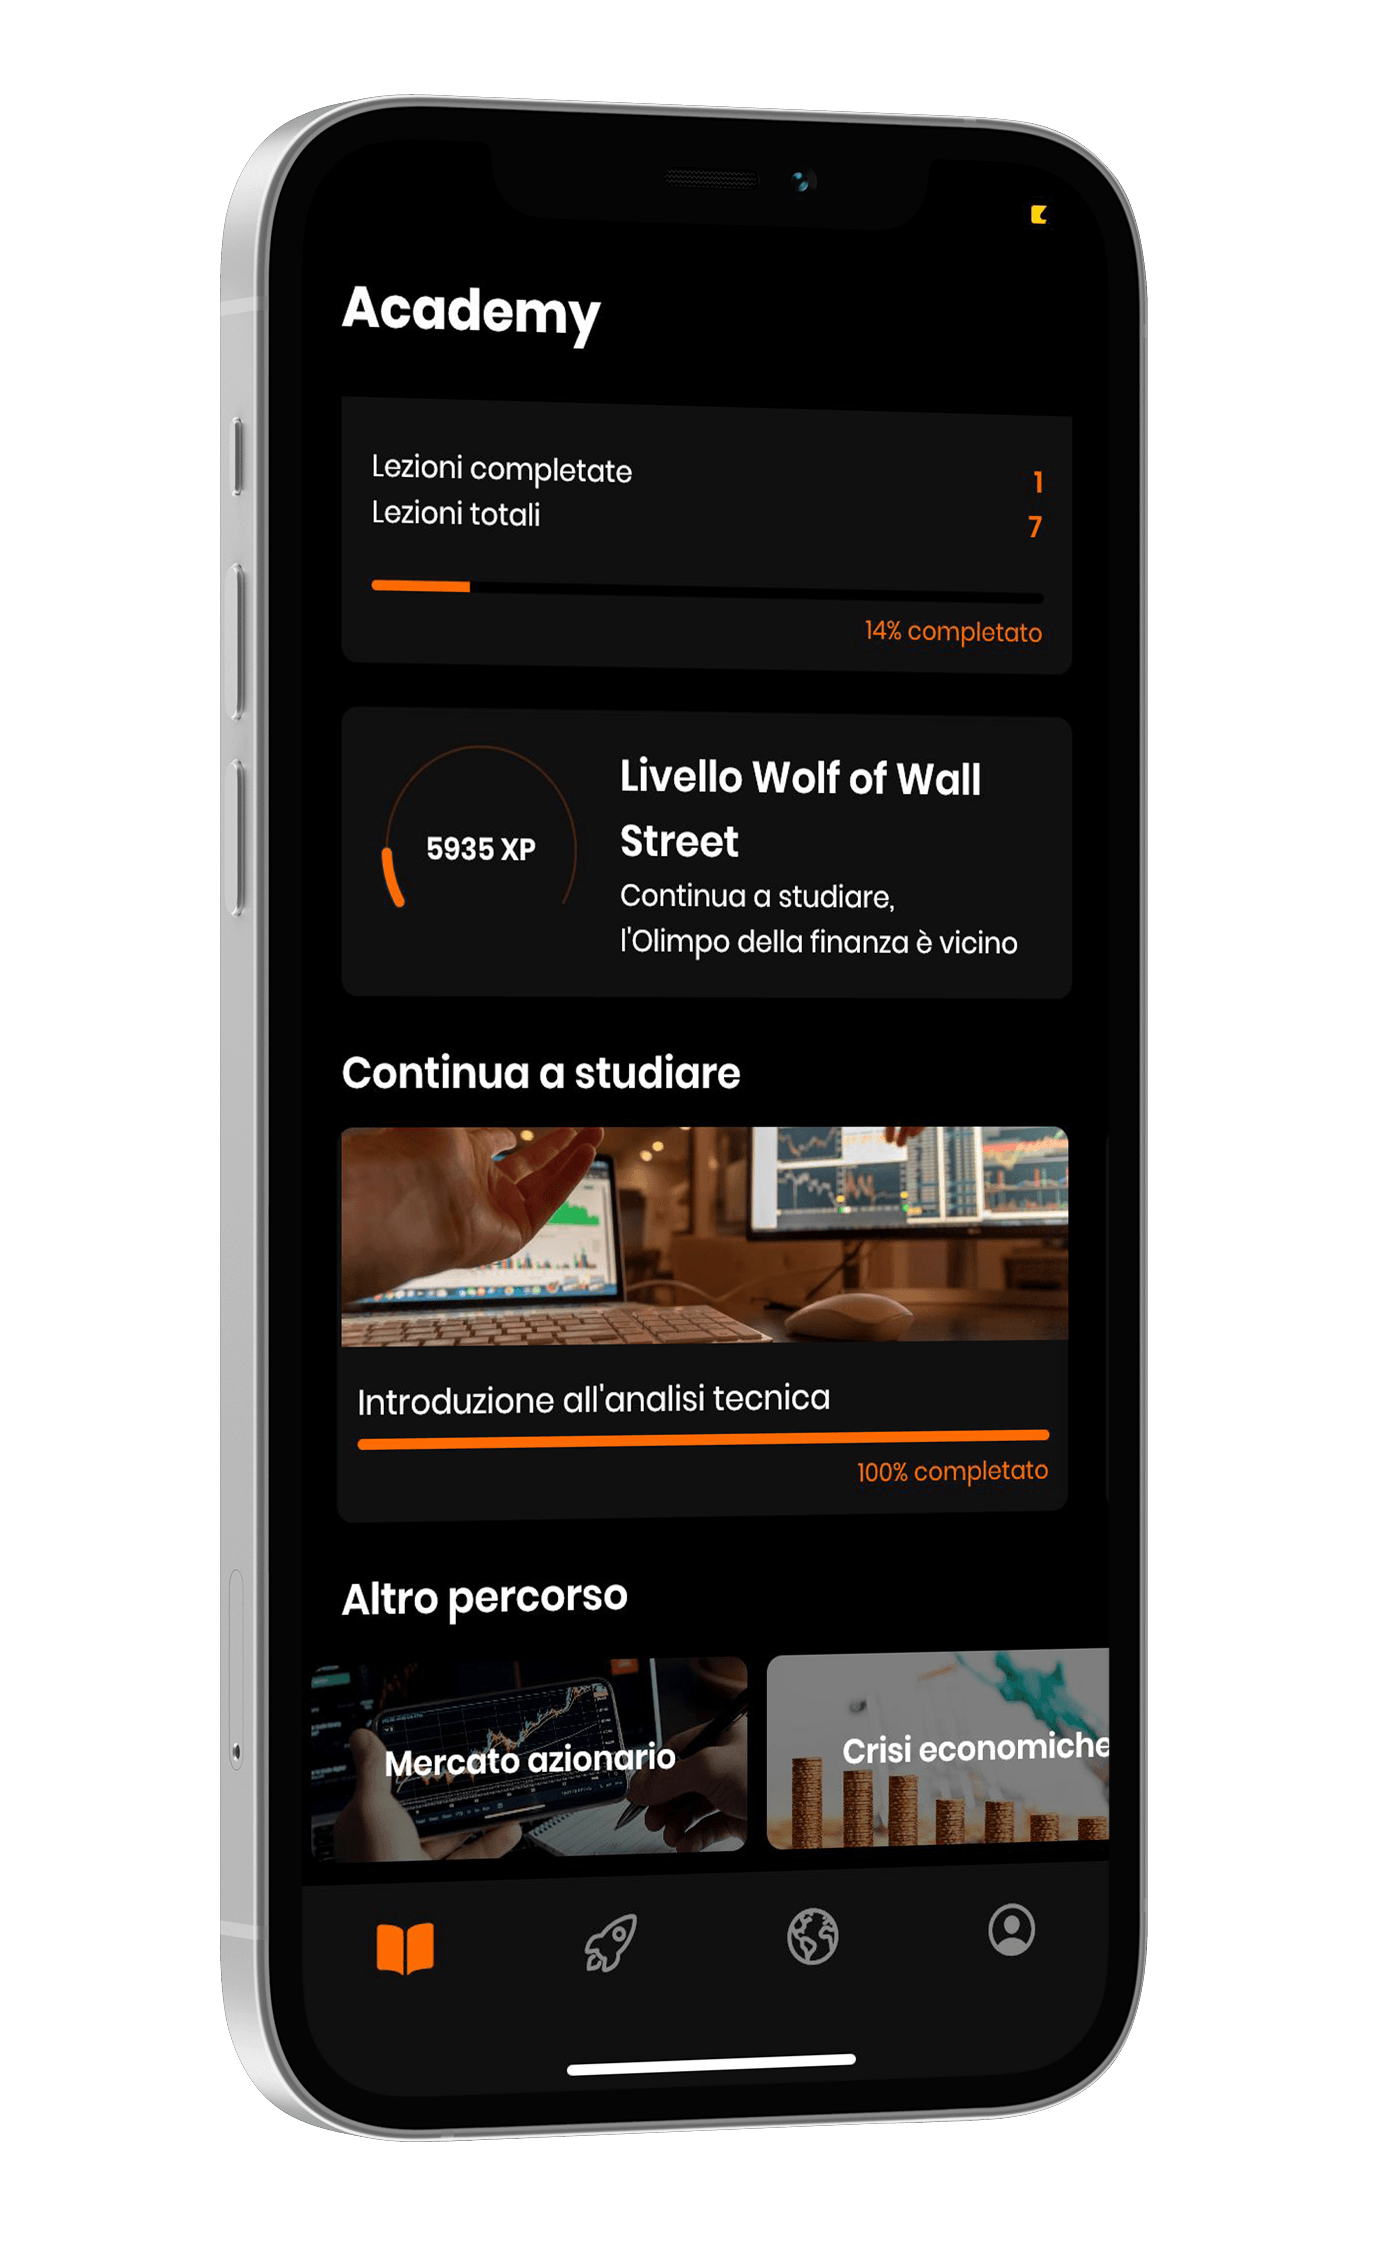 Academy
Lezioni completate 1
Lezioni totali 7
14% completato
5935 XP
Livello Wolf of Wall
Street
Continua a studiare,
l'Olimpo della finanza è vicino
Continua a studiare
Introduzione all'analisi tecnica
100% completato
Altro percorso
Mercato azionario
Crisi economiche